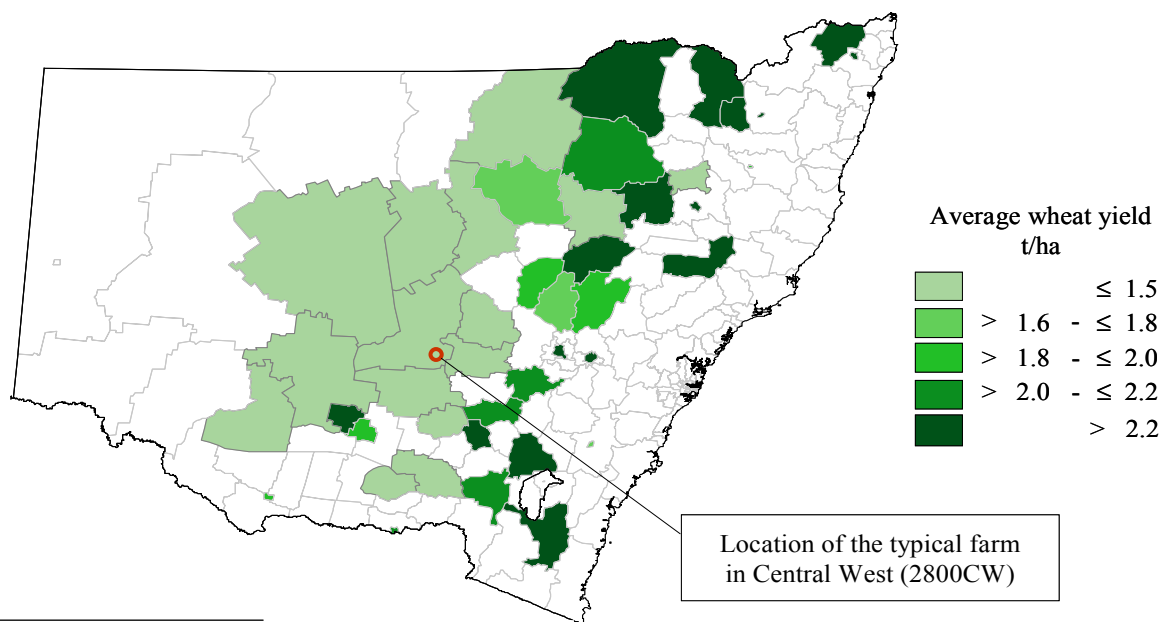 Average wheat yield
t/ha
≤ 1.5
> 1.6 - ≤ 1.8
> 1.8 - ≤ 2.0
> 2.0 - ≤ 2.2
> 2.2
Location of the typical farm
in Central West (2800CW)